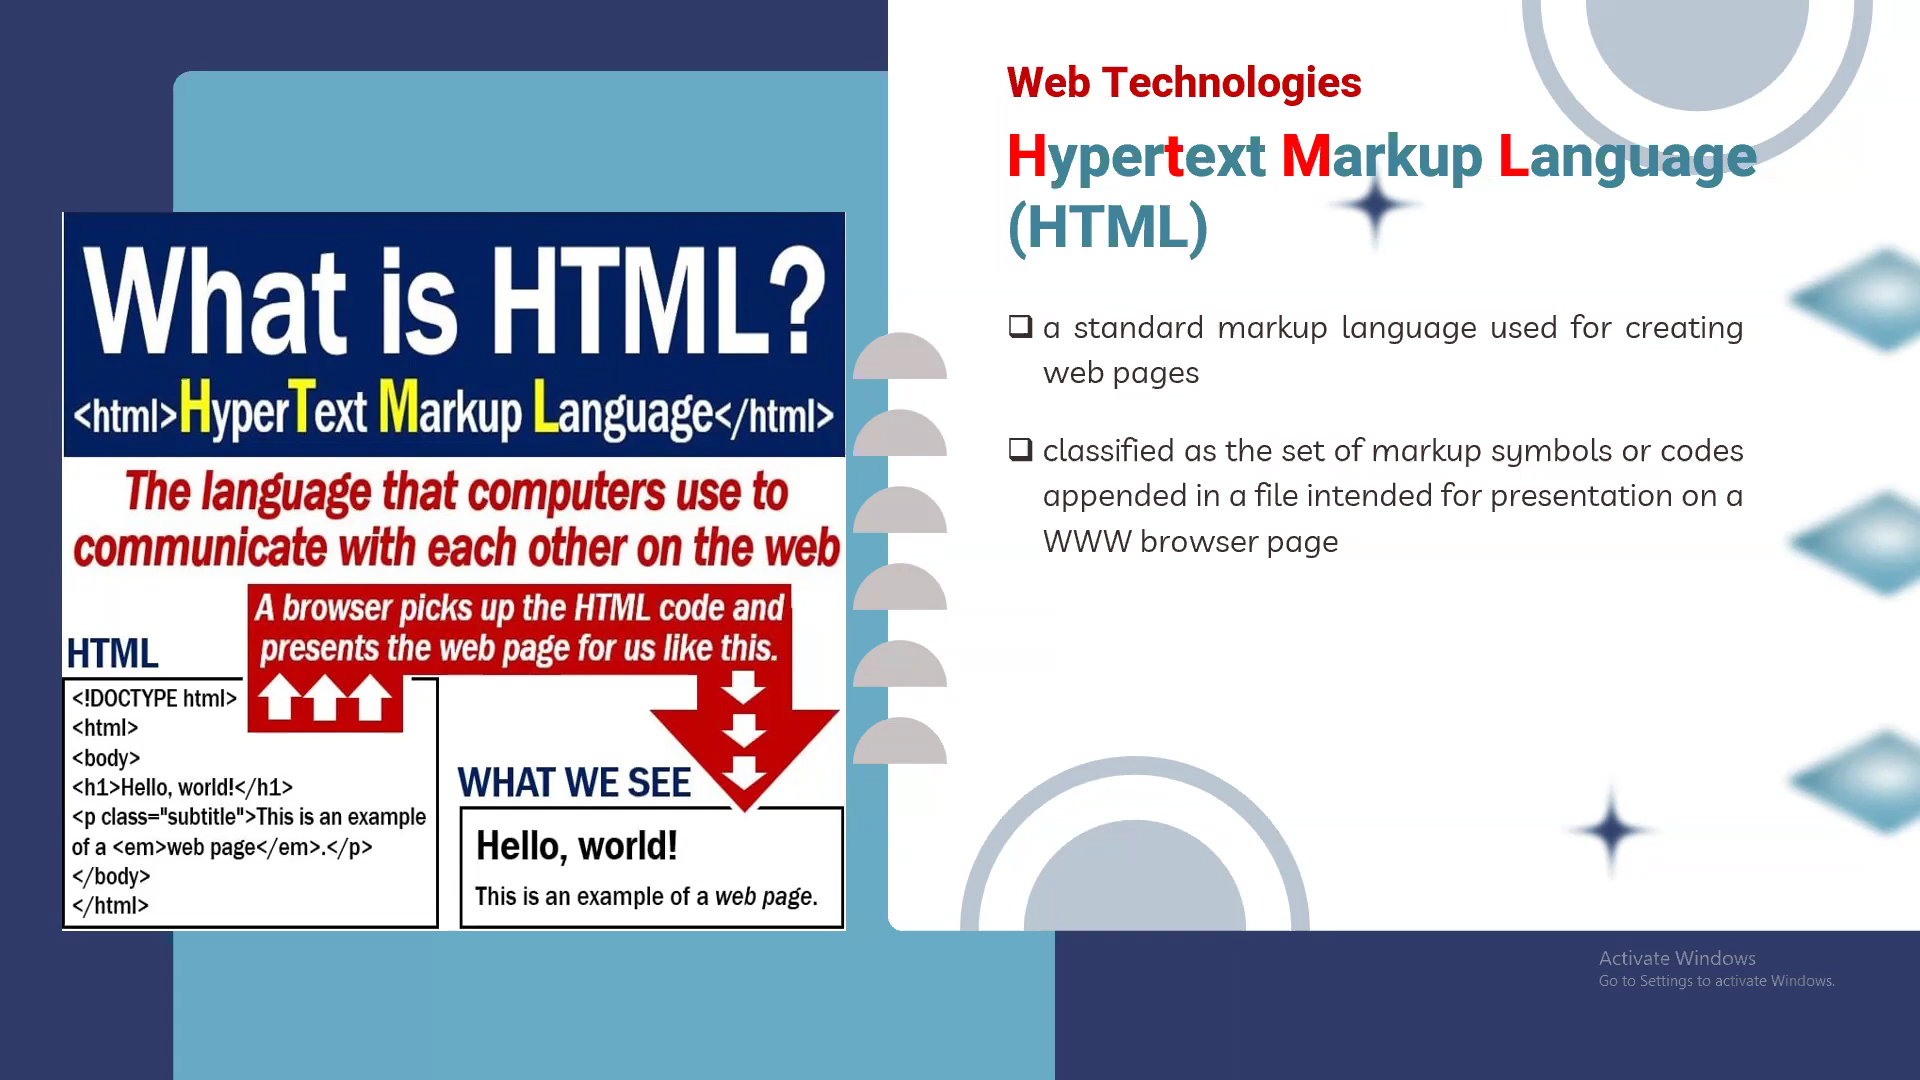 What is HTML?
<html>HyperText Markup Language</html>
The language that computers use to
communicate with each other on the web
A browser picks up the HTML code and
presents the web page for us like this.
HTML
<!DOCTYPE html>
<html>
<body>
<h1>Hello, world!</h1>
<p class="subtitle">This is an example
of a <em>web page</em>.</p>
</body>
</html>
WHAT WE SEE
Hello, world!
This is an example of a web page.
Web Technologies
Hypertext Markup Language
(HTML)
❑ a standard markup language used for creating
web pages
❑ classified as the set of markup symbols or codes
appended in a file intended for presentation on a
WWW browser page
Activate Windows
Go to Settings to activate Windows.